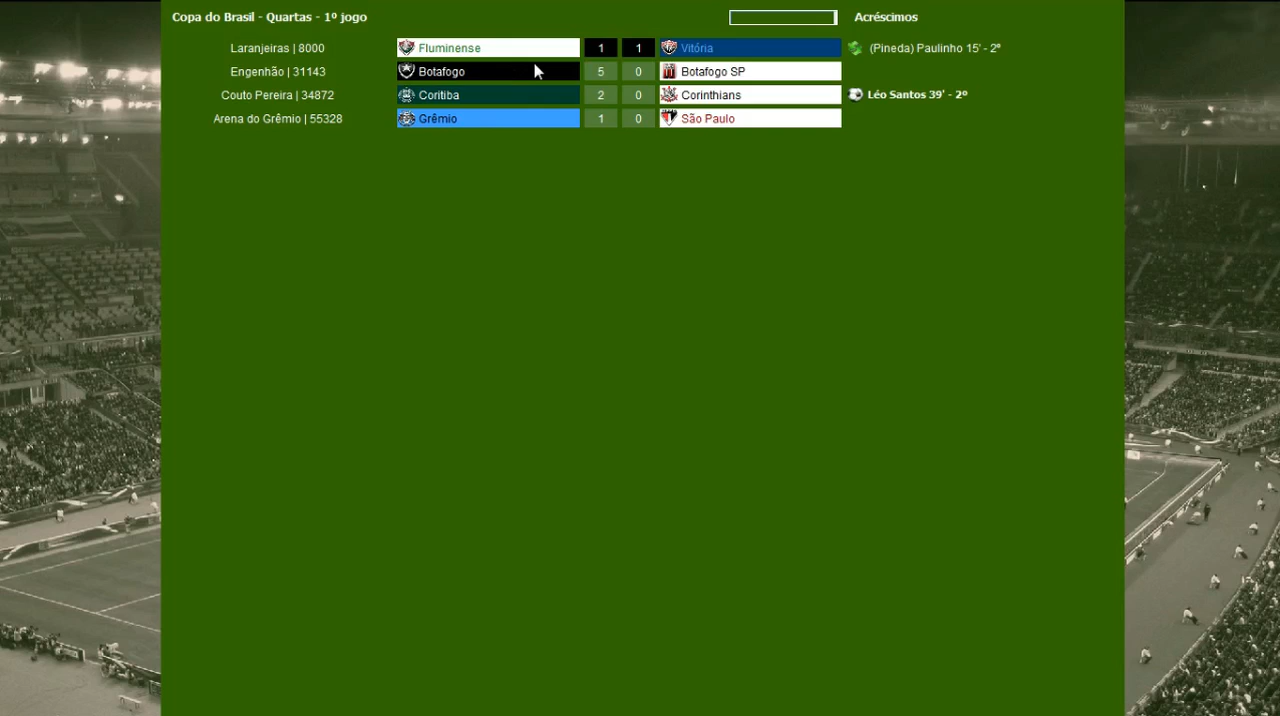 Copa do Brasil - Quartas - 1º jogo Acréscimos
Laranjeiras | 8000 Fluminense 1 1 Vitória (Pineda) Paulinho 15' - 2º
Engenhão | 31143 Botafogo 5 0 Botafogo SP
Couto Pereira | 34872 Coritiba 2 0 Corinthians Léo Santos 39' - 2º
Arena do Grêmio | 55328 Grêmio 1 0 São Paulo